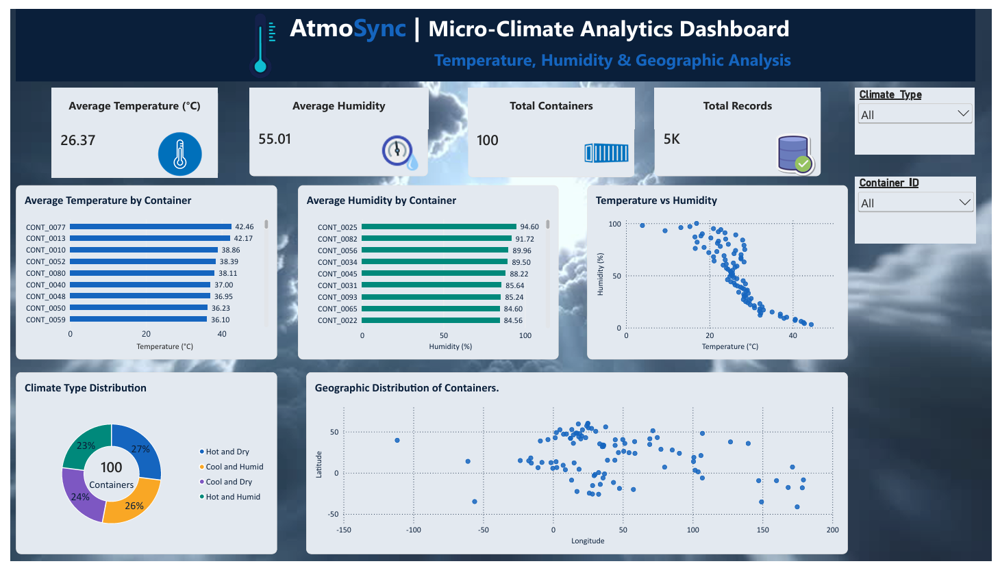 AtmoSync | Micro-Climate Analytics Dashboard
Temperature, Humidity & Geographic Analysis
Average Temperature (°C)
26.37
Average Humidity
55.01
Total Containers
100
Total Records
5K
Climate Type
All
Container ID
All
Average Temperature by Container
CONT_0077 42.46
CONT_0013 42.17
CONT_0010 38.86
CONT_0052 38.39
CONT_0080 38.11
CONT_0040 37.00
CONT_0048 36.95
CONT_0050 36.23
CONT_0059 36.10
0 20 40
Temperature (°C)
Average Humidity by Container
CONT_0025 94.60
CONT_0082 91.72
CONT_0056 89.96
CONT_0034 89.50
CONT_0045 88.22
CONT_0031 85.64
CONT_0093 85.24
CONT_0065 84.60
CONT_0022 84.56
0 50 100
Humidity (%)
Temperature vs Humidity
Humidity (%)
100
50
0
0 20 40
Temperature (°C)
Climate Type Distribution
23%
27%
24%
26%
100
Containers
Hot and Dry
Cool and Humid
Cool and Dry
Hot and Humid
Geographic Distribution of Containers.
Latitude
50
0
-50
-150 -100 -50 0 50 100 150 200
Longitude